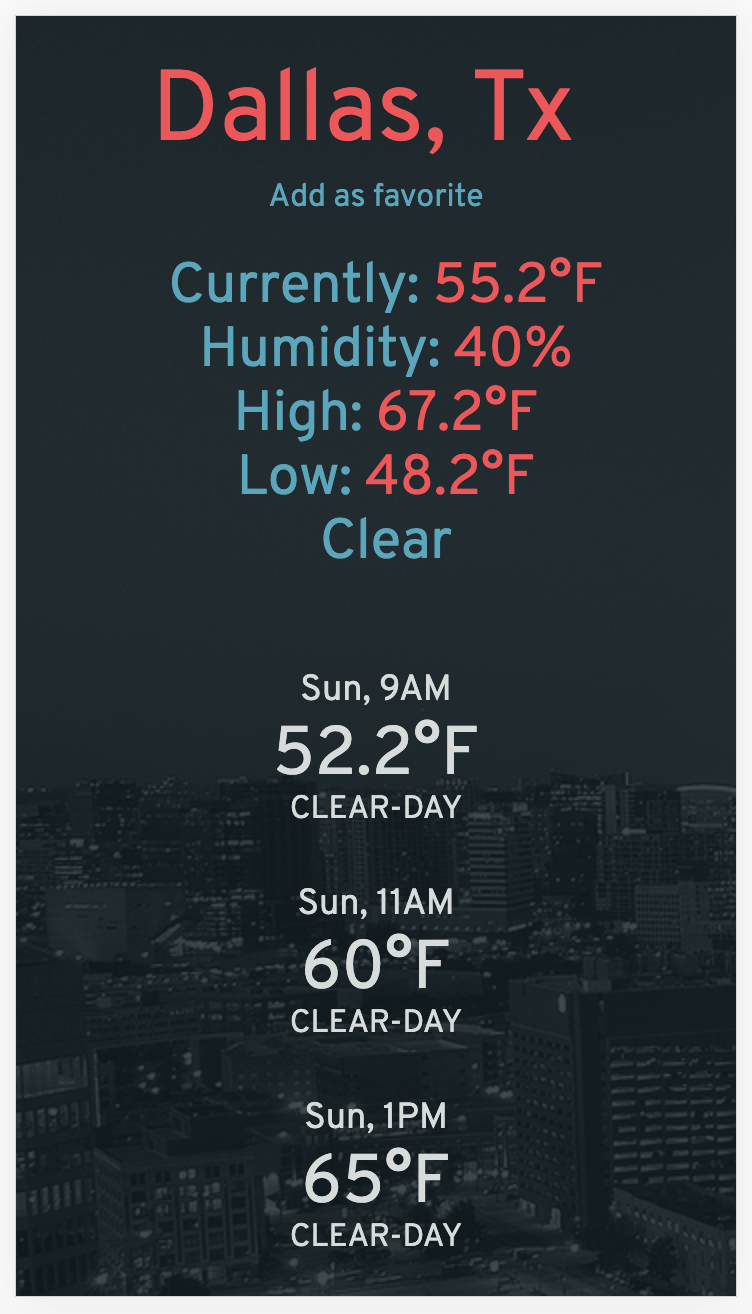 Dallas, Tx
Add as favorite
Currently: 55.2°F
Humidity: 40%
High: 67.2°F
Low: 48.2°F
Clear
Sun, 9AM
52.2°F
CLEAR-DAY
Sun, 11AM
60°F
CLEAR-DAY
Sun, 1PM
65°F
CLEAR-DAY